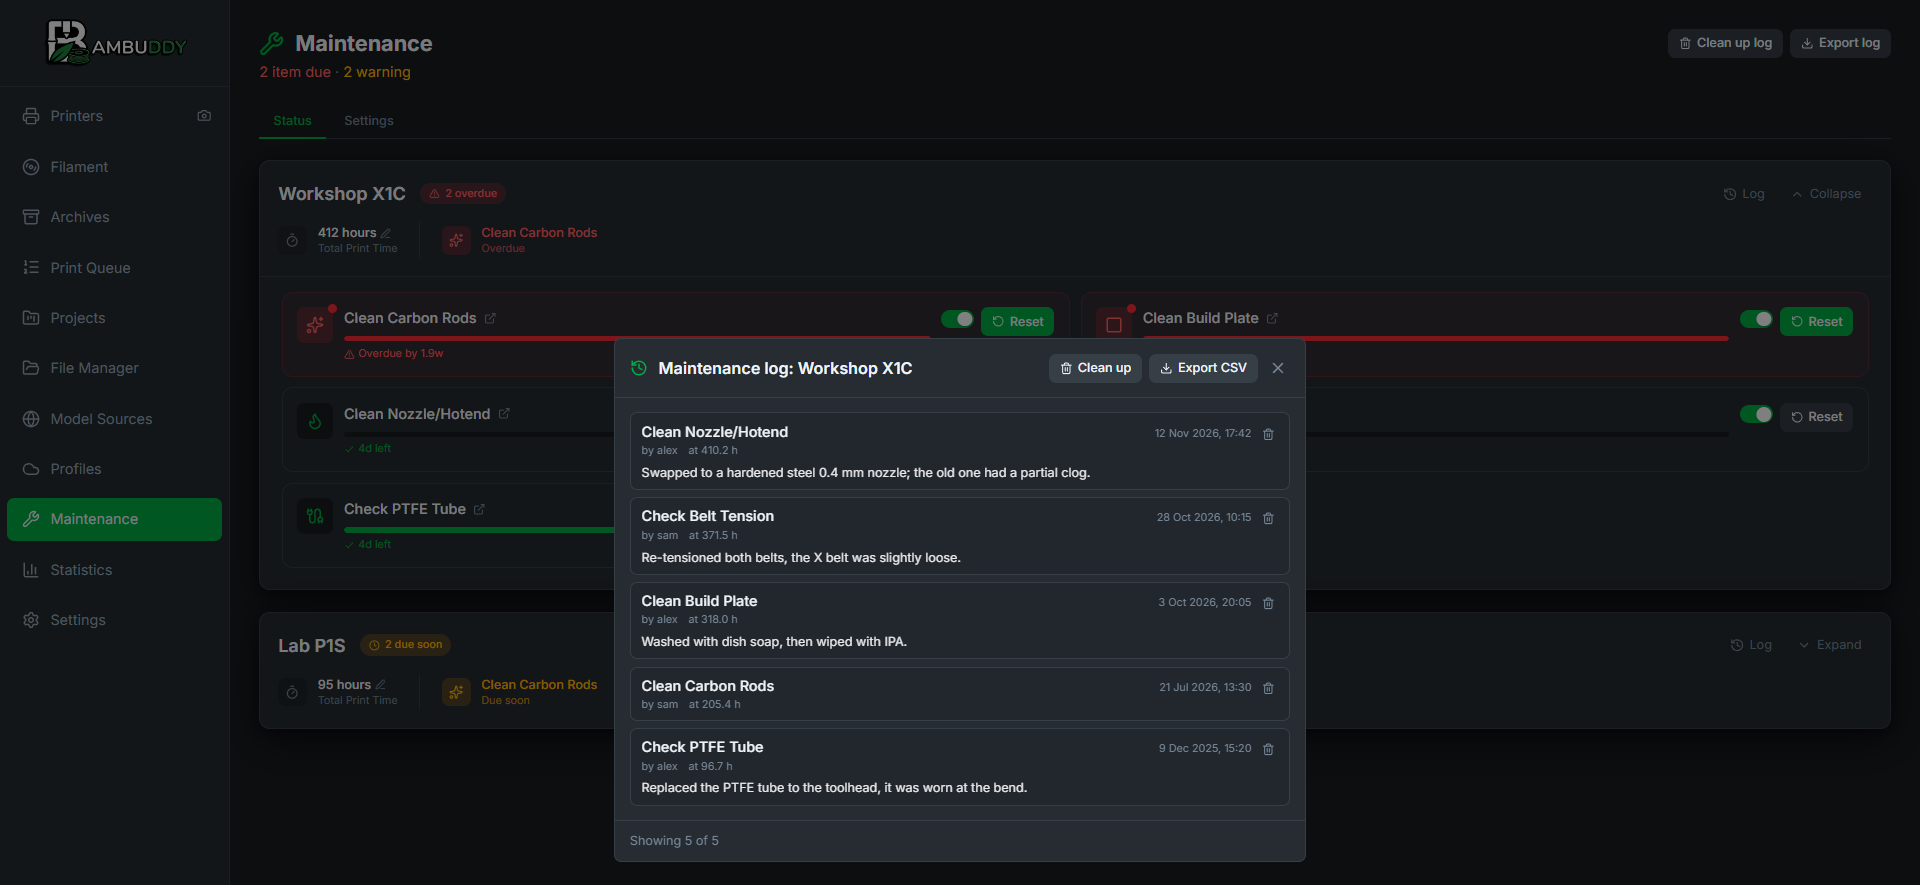 AMBUDDY
Printers
Filament
Archives
Print Queue
Projects
File Manager
Model Sources
Profiles
Maintenance
Statistics
Settings
Maintenance
2 item due · 2 warning
Clean up log
Export log
Status
Settings
Workshop X1C
2 overdue
Log
Collapse
412 hours
Total Print Time
Clean Carbon Rods
Overdue
Clean Carbon Rods
Reset
Overdue by 1.9w
Clean Build Plate
Reset
Clean Nozzle/Hotend
4d left
Reset
Check PTFE Tube
4d left
Lab P1S
2 due soon
Log
Expand
95 hours
Total Print Time
Clean Carbon Rods
Due soon
Maintenance log: Workshop X1C
Clean up
Export CSV
Clean Nozzle/Hotend
12 Nov 2026, 17:42
by alex at 410.2 h
Swapped to a hardened steel 0.4 mm nozzle; the old one had a partial clog.
Check Belt Tension
28 Oct 2026, 10:15
by sam at 371.5 h
Re-tensioned both belts, the X belt was slightly loose.
Clean Build Plate
3 Oct 2026, 20:05
by alex at 318.0 h
Washed with dish soap, then wiped with IPA.
Clean Carbon Rods
21 Jul 2026, 13:30
by sam at 205.4 h
Check PTFE Tube
9 Dec 2025, 15:20
by alex at 96.7 h
Replaced the PTFE tube to the toolhead, it was worn at the bend.
Showing 5 of 5